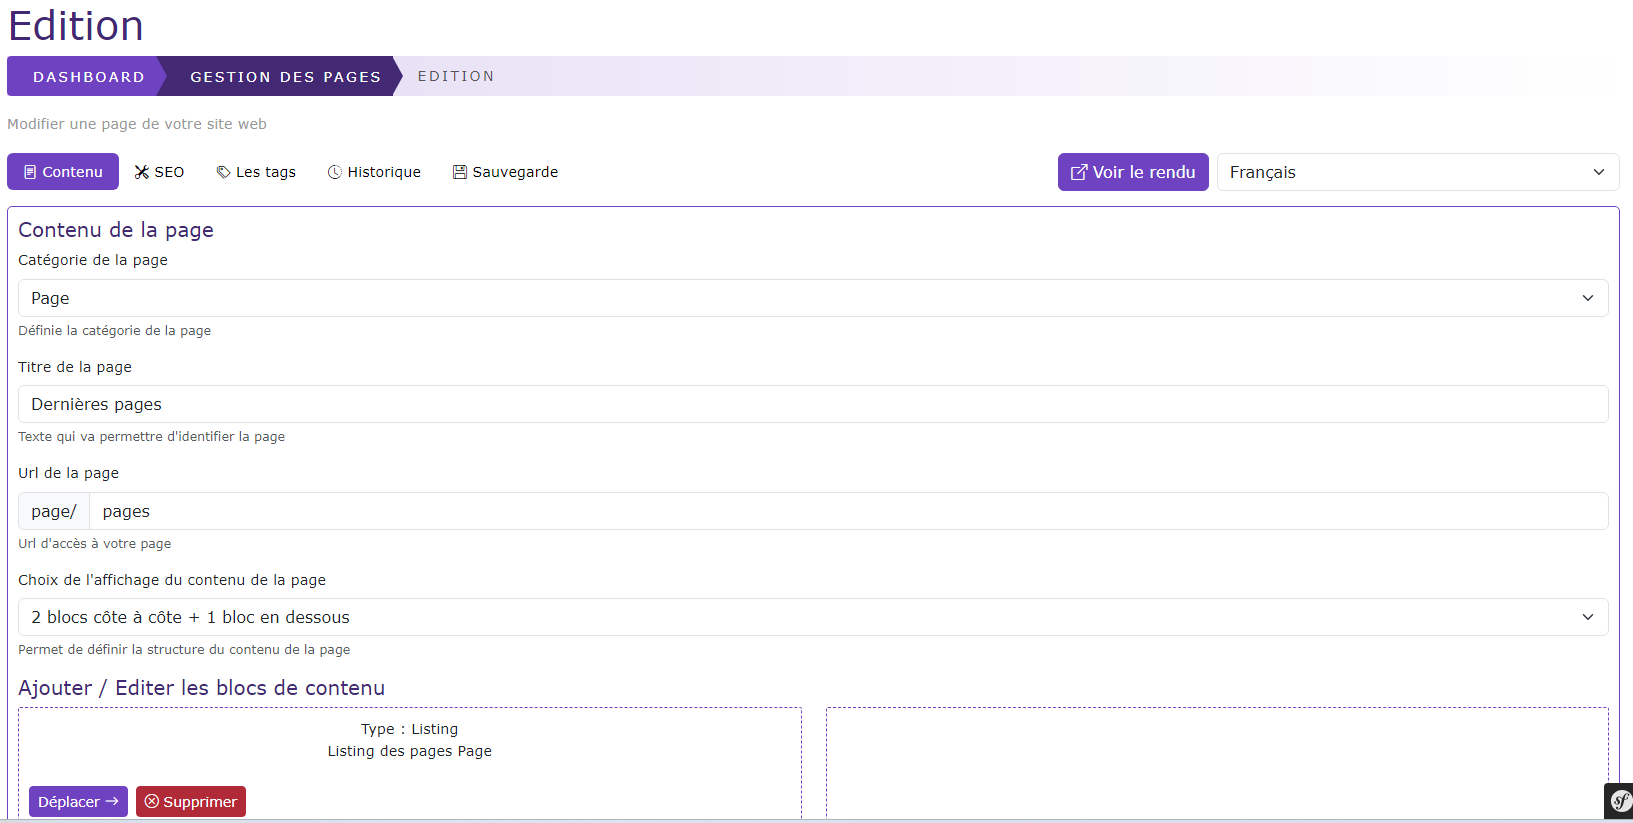 Edition
DASHBOARD GESTION DES PAGES EDITION
Modifier une page de votre site web
Contenu SEO Les tags Historique Sauvegarde Voir le rendu Français
Contenu de la page
Catégorie de la page
Page
Définie la catégorie de la page
Titre de la page
Dernières pages
Texte qui va permettre d'identifier la page
Url de la page
page/ pages
Url d'accès à votre page
Choix de l'affichage du contenu de la page
2 blocs côte à côte + 1 bloc en dessous
Permet de définir la structure du contenu de la page
Ajouter / Editer les blocs de contenu
Type : Listing
Listing des pages Page
Déplacer → Supprimer
sf